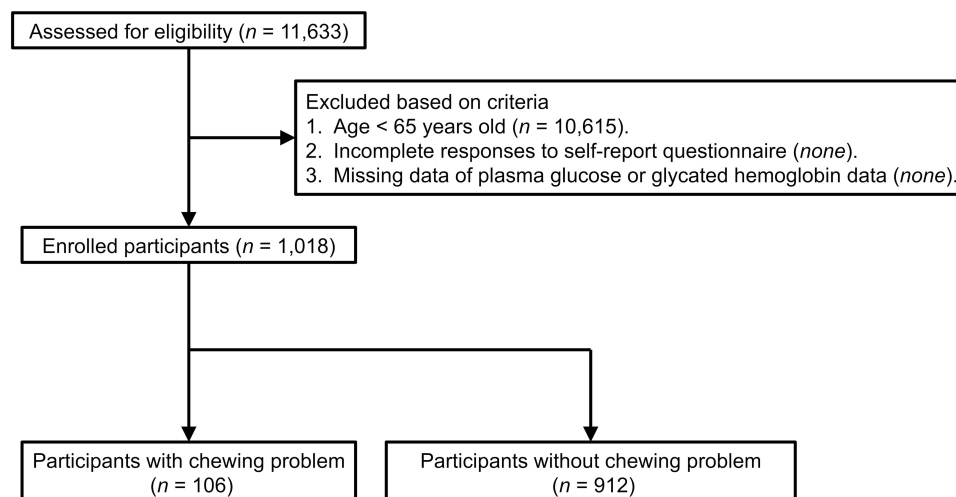 Assessed for eligibility (n = 11,633)
Excluded based on criteria
1. Age < 65 years old (n = 10,615).
2. Incomplete responses to self-report questionnaire (none).
3. Missing data of plasma glucose or glycated hemoglobin data (none).
Enrolled participants (n = 1,018)
Participants with chewing problem
(n = 106)
Participants without chewing problem
(n = 912)